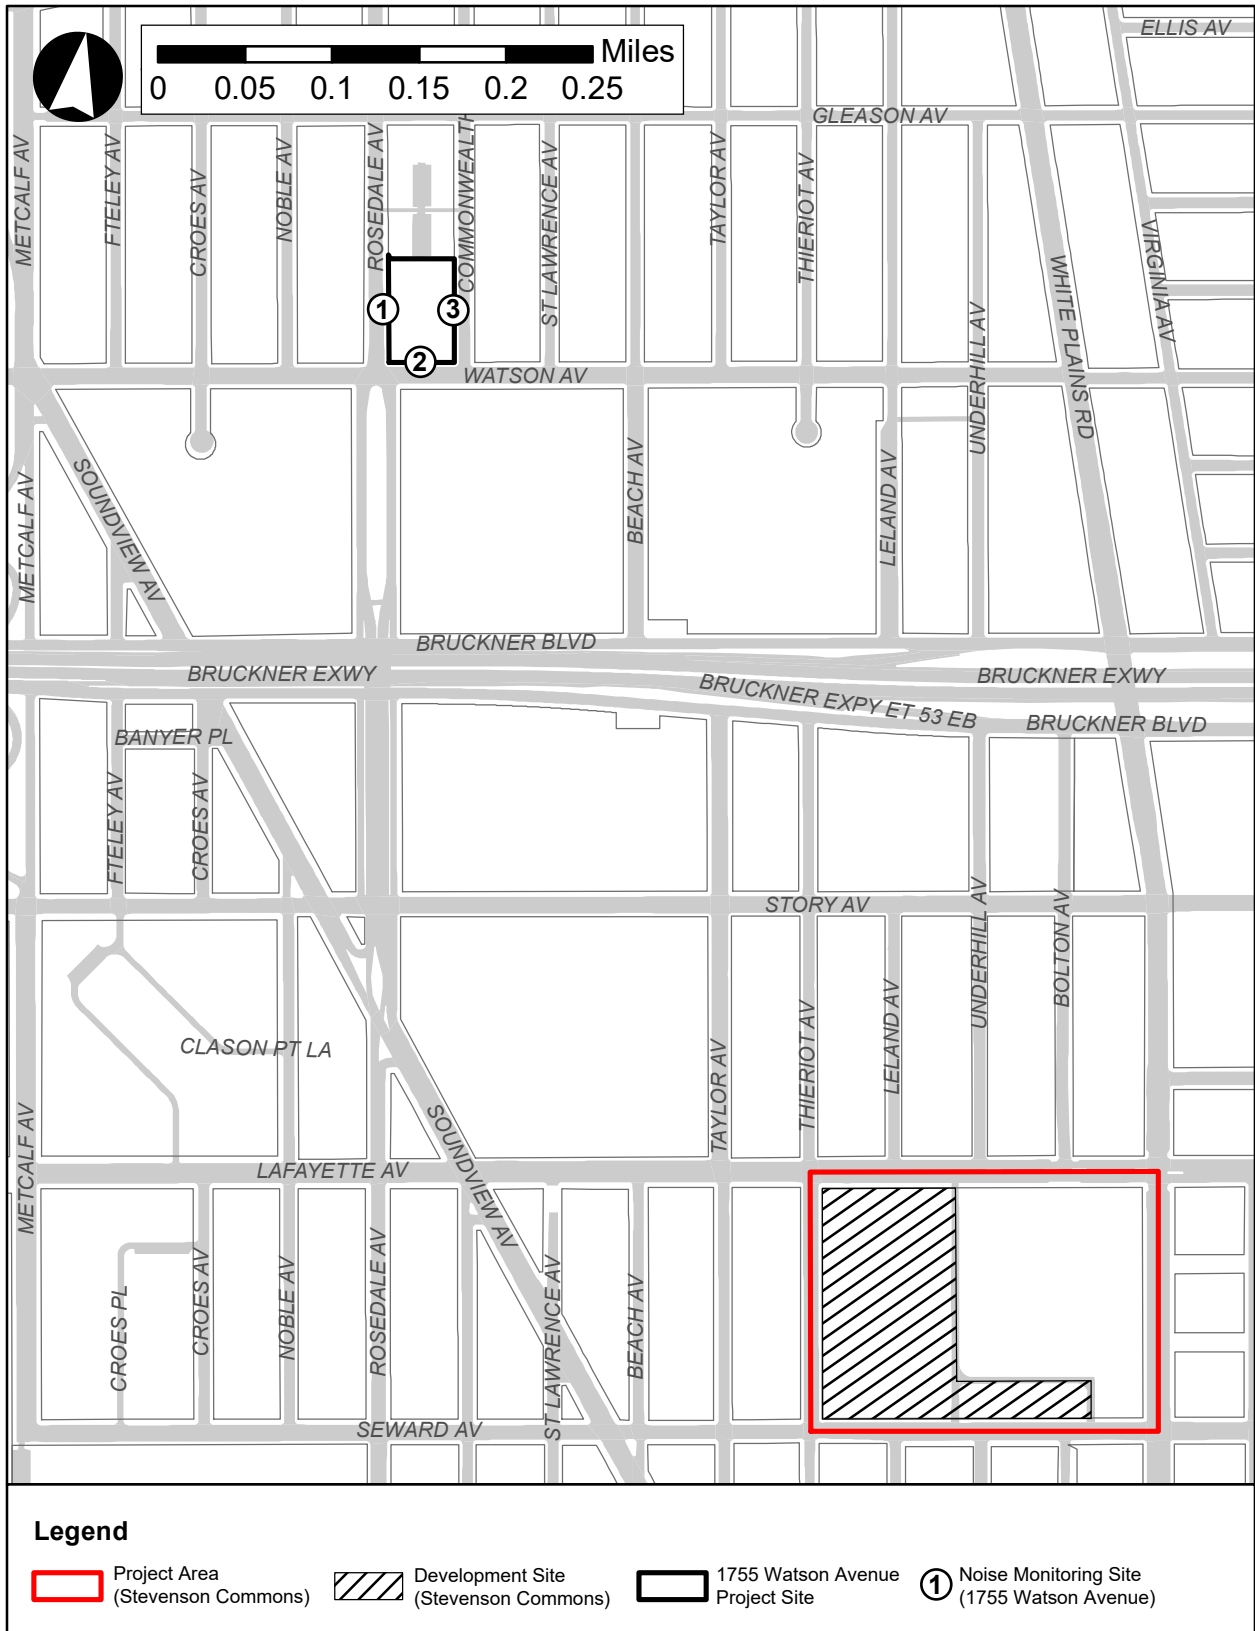 ELLIS AV
Miles
0 0.05 0.1 0.15 0.2 0.25
GLEASON AV
METCALF AV
FTELEY AV
CROES AV
NOBLE AV
ROSEDALE AV
COMMONWEALTH
ST LAWRENCE AV
TAYLOR AV
THIERIOT AV
UNDERHILL AV
WHITE PLAINS RD
VIRGINIA AV
1
3
2
WATSON AV
METCALF AV
SOUNDVIEW AV
BEACH AV
LELAND AV
BRUCKNER BLVD
BRUCKNER EXWY
BRUCKNER EXWY
BRUCKNER EXPY ET 53 EB
BRUCKNER BLVD
BANYER PL
FTELEY AV
CROES AV
STORY AV
UNDERHILL AV
BOLTON AV
CLASON PT LA
TAYLOR AV
THIERIOT AV
LELAND AV
METCALF AV
SOUNDVIEW AV
LAFAYETTE AV
CROES PL
CROES AV
NOBLE AV
ROSEDALE AV
ST LAWRENCE AV
BEACH AV
SEWARD AV
Legend
Project Area
(Stevenson Commons)
Development Site
(Stevenson Commons)
1755 Watson Avenue
Project Site
1
Noise Monitoring Site
(1755 Watson Avenue)